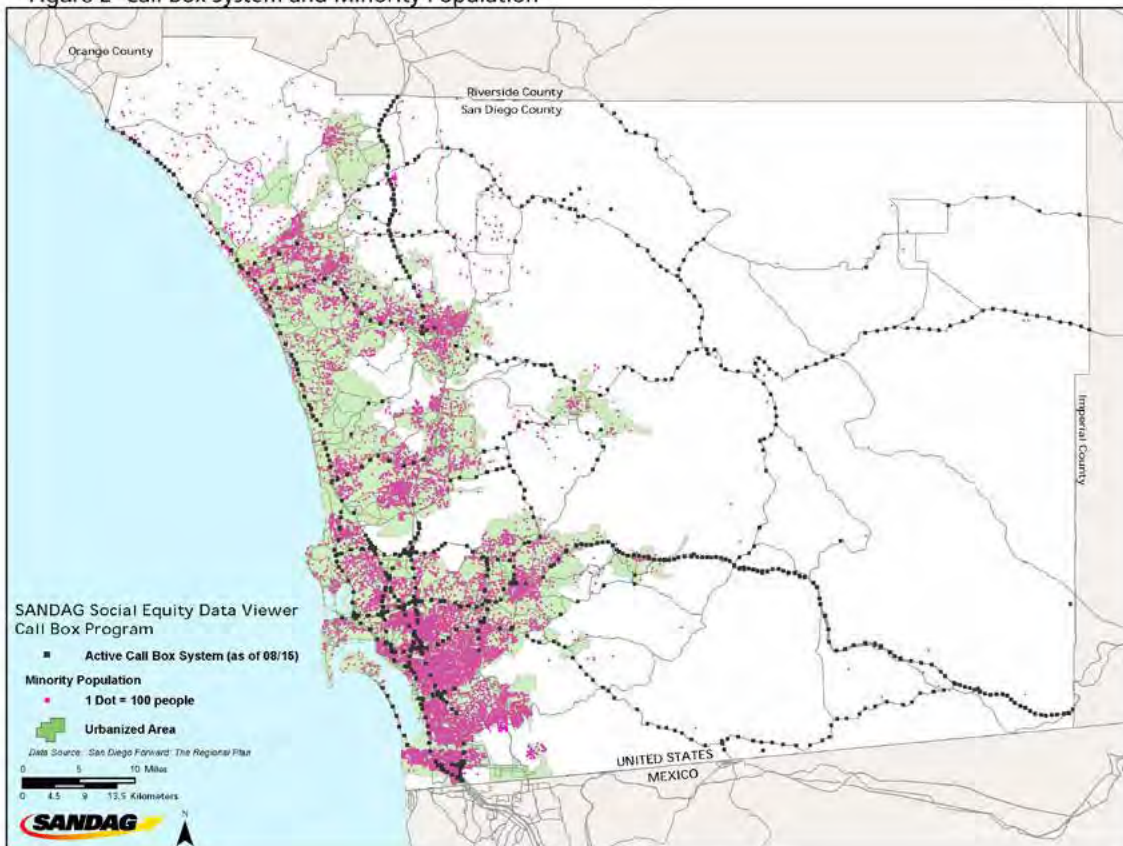 Figure 2 Call Box System and Minority Population
Orange County
Riverside County
San Diego County
Imperial County
UNITED STATES
MEXICO
SANDAG Social Equity Data Viewer
Call Box Program
Active Call Box System (as of 08/15)
Minority Population
1 Dot = 100 people
Urbanized Area
Data Source: San Diego Forward: The Regional Plan
0 5 10 Miles
0 4.5 9 13.5 Kilometers
SANDAG
N